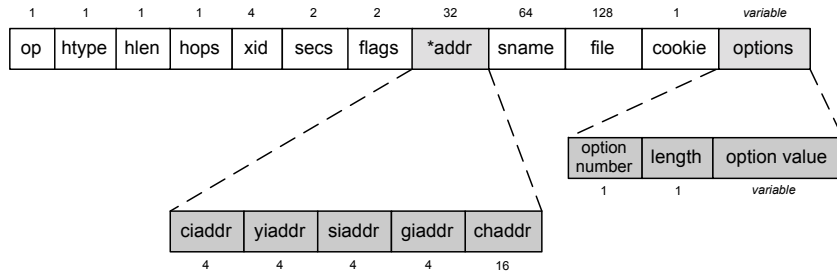 1 1 1 1 4 2 2 32 64 128 1 variable
op htype hlen hops xid secs flags *addr sname file cookie options
option number length option value
1 1 variable
ciaddr yiaddr siaddr giaddr chaddr
4 4 4 4 16